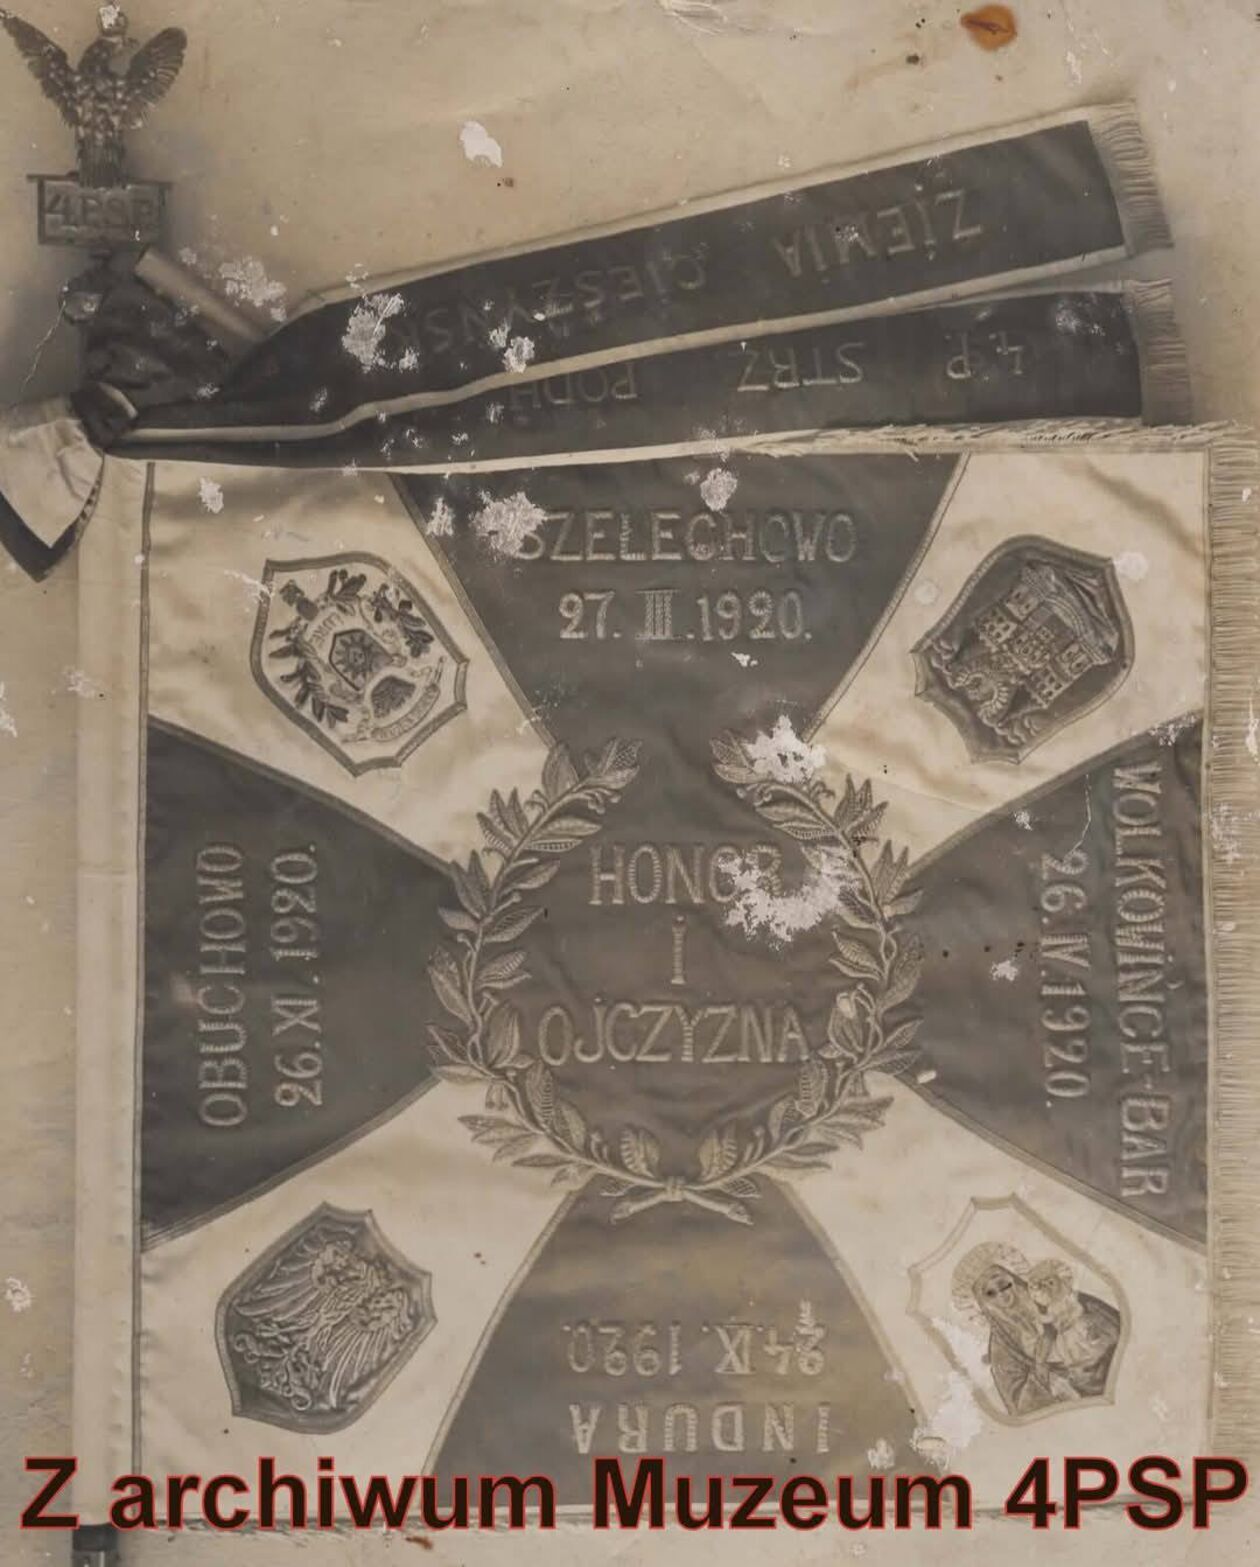 4PSP
ZIEMIA CIESZYŃSK
4.P. STRZ PODH
SZELECHOWO
27. III. 1920.
OBUCHOWO
26. XI. 1920.
WOLKOWIŃCE-BAR
26. IV. 1920.
HONOR
I
OJCZYZNA
INDURA
24. IX. 1920.
Z archiwum Muzeum 4PSP